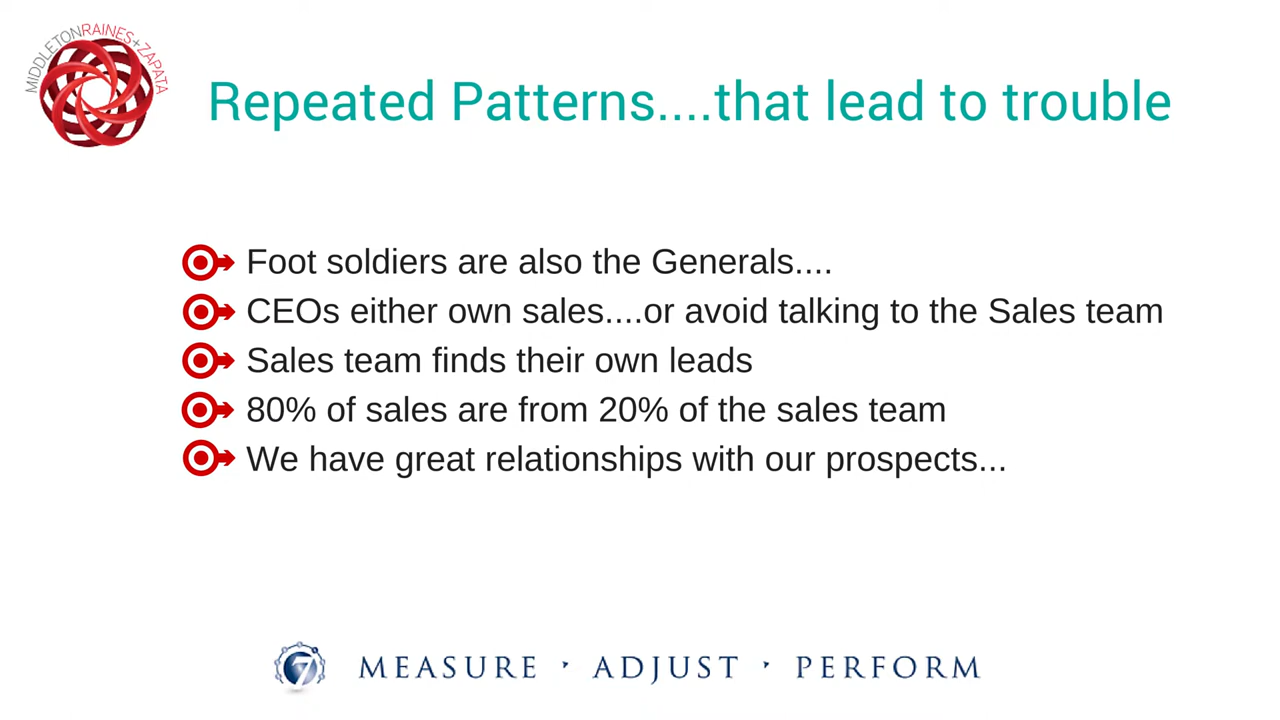 MIDDLETONRAINES+ZAPATA
Repeated Patterns....that lead to trouble
Foot soldiers are also the Generals....
CEOs either own sales....or avoid talking to the Sales team
Sales team finds their own leads
80% of sales are from 20% of the sales team
We have great relationships with our prospects...
7 MEASURE ▾ ADJUST ▾ PERFORM